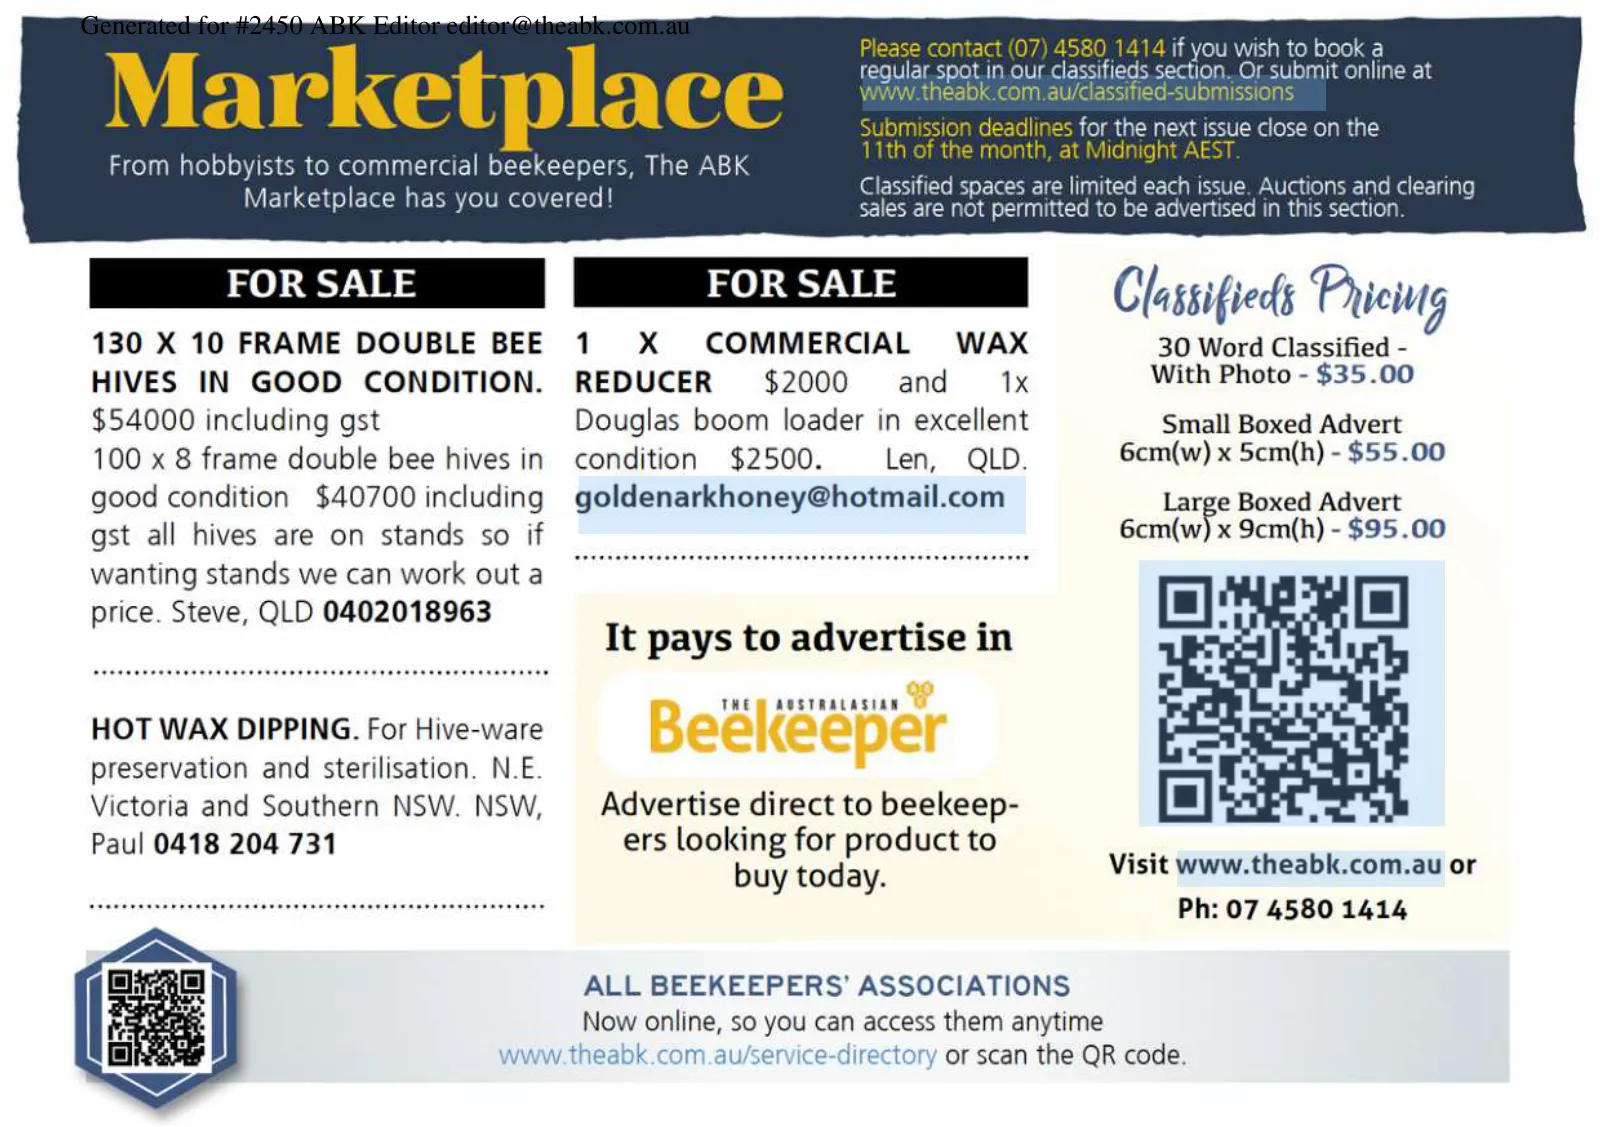 Generated for #2450 ABK Editor editor@theabk.com.au
Marketplace
From hobbyists to commercial beekeepers, The ABK
Marketplace has you covered!
Please contact (07) 4580 1414 if you wish to book a
regular spot in our classifieds section. Or submit online at
www.theabk.com.au/classified-submissions
Submission deadlines for the next issue close on the
11th of the month, at Midnight AEST.
Classified spaces are limited each issue. Auctions and clearing
sales are not permitted to be advertised in this section.
FOR SALE
130 X 10 FRAME DOUBLE BEE
HIVES IN GOOD CONDITION.
$54000 including gst
100 x 8 frame double bee hives in
good condition $40700 including
gst all hives are on stands so if
wanting stands we can work out a
price. Steve, QLD 0402018963
HOT WAX DIPPING. For Hive-ware
preservation and sterilisation. N.E.
Victoria and Southern NSW. NSW,
Paul 0418 204 731
FOR SALE
1 X COMMERCIAL WAX
REDUCER $2000 and 1x
Douglas boom loader in excellent
condition $2500. Len, QLD.
goldenarkhoney@hotmail.com
It pays to advertise in
THE AUSTRALASIAN
Beekeeper
Advertise direct to beekeep-
ers looking for product to
buy today.
Classifieds Pricing
30 Word Classified -
With Photo - $35.00
Small Boxed Advert
6cm(w) x 5cm(h) - $55.00
Large Boxed Advert
6cm(w) x 9cm(h) - $95.00
Visit www.theabk.com.au or
Ph: 07 4580 1414
ALL BEEKEEPERS' ASSOCIATIONS
Now online, so you can access them anytime
www.theabk.com.au/service-directory or scan the QR code.